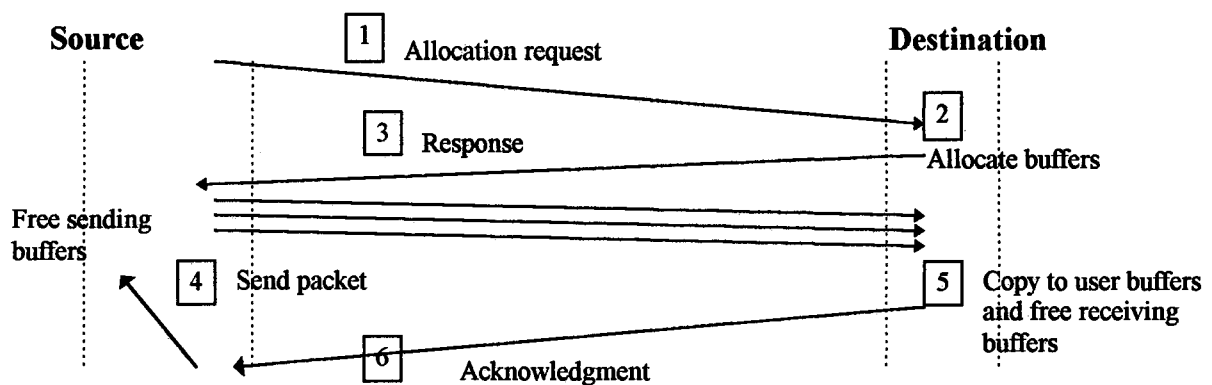 Source
1
Allocation request
Destination
2
Allocate buffers
3
Response
Free sending
buffers
4
Send packet
5
Copy to user buffers
and free receiving
buffers
6
Acknowledgment